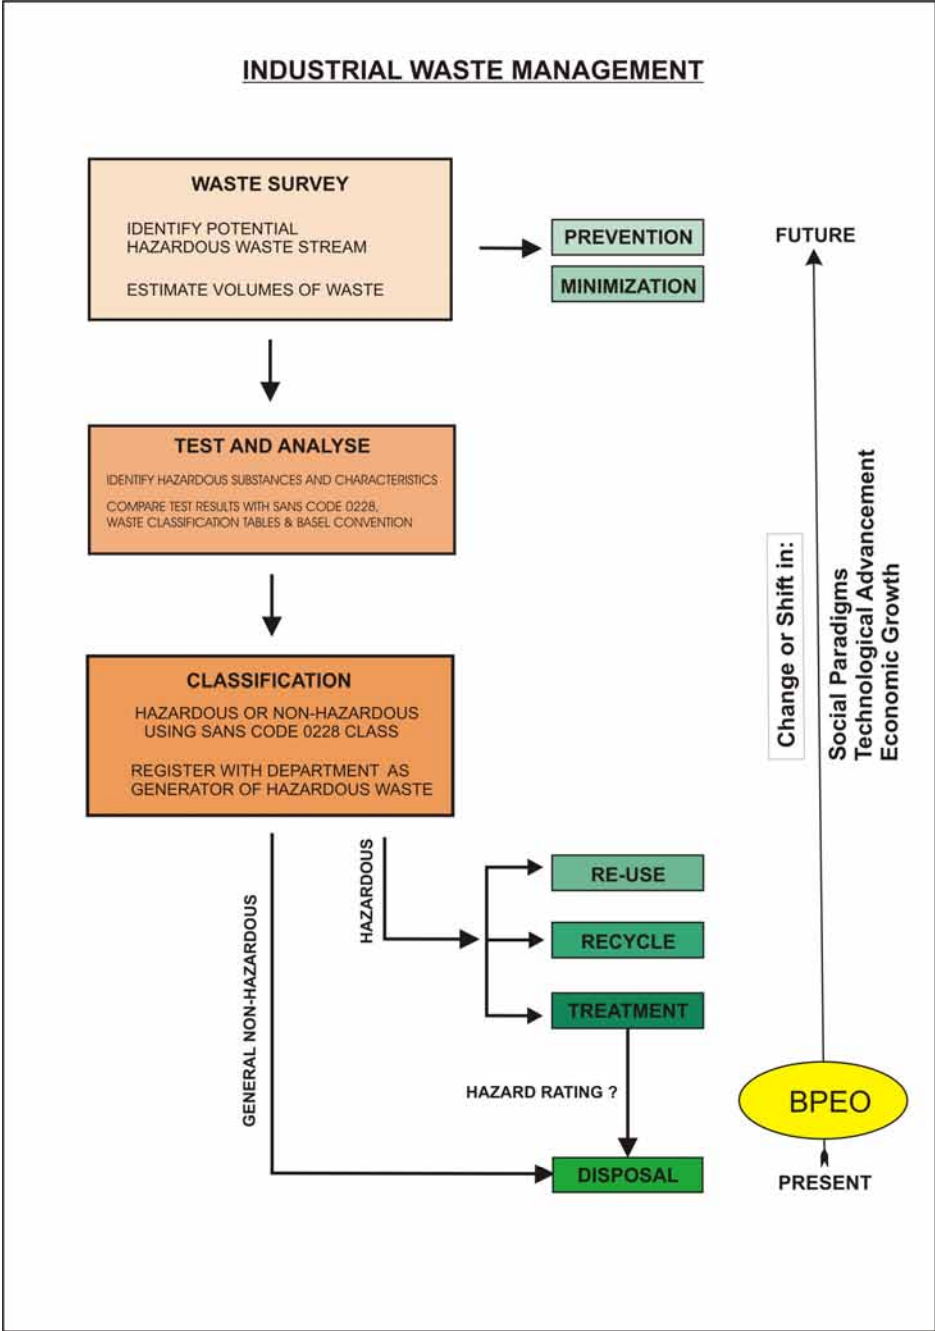 INDUSTRIAL WASTE MANAGEMENT
WASTE SURVEY
IDENTIFY POTENTIAL
HAZARDOUS WASTE STREAM
ESTIMATE VOLUMES OF WASTE
PREVENTION
MINIMIZATION
FUTURE
TEST AND ANALYSE
IDENTIFY HAZARDOUS SUBSTANCES AND CHARACTERISTICS
COMPARE TEST RESULTS WITH SANS CODE 0228,
WASTE CLASSIFICATION TABLES & BASEL CONVENTION
Change or Shift in:
Social Paradigms
Technological Advancement
Economic Growth
CLASSIFICATION
HAZARDOUS OR NON-HAZARDOUS
USING SANS CODE 0228 CLASS
REGISTER WITH DEPARTMENT AS
GENERATOR OF HAZARDOUS WASTE
GENERAL NON-HAZARDOUS
HAZARDOUS
RE-USE
RECYCLE
TREATMENT
HAZARD RATING ?
DISPOSAL
BPEO
PRESENT